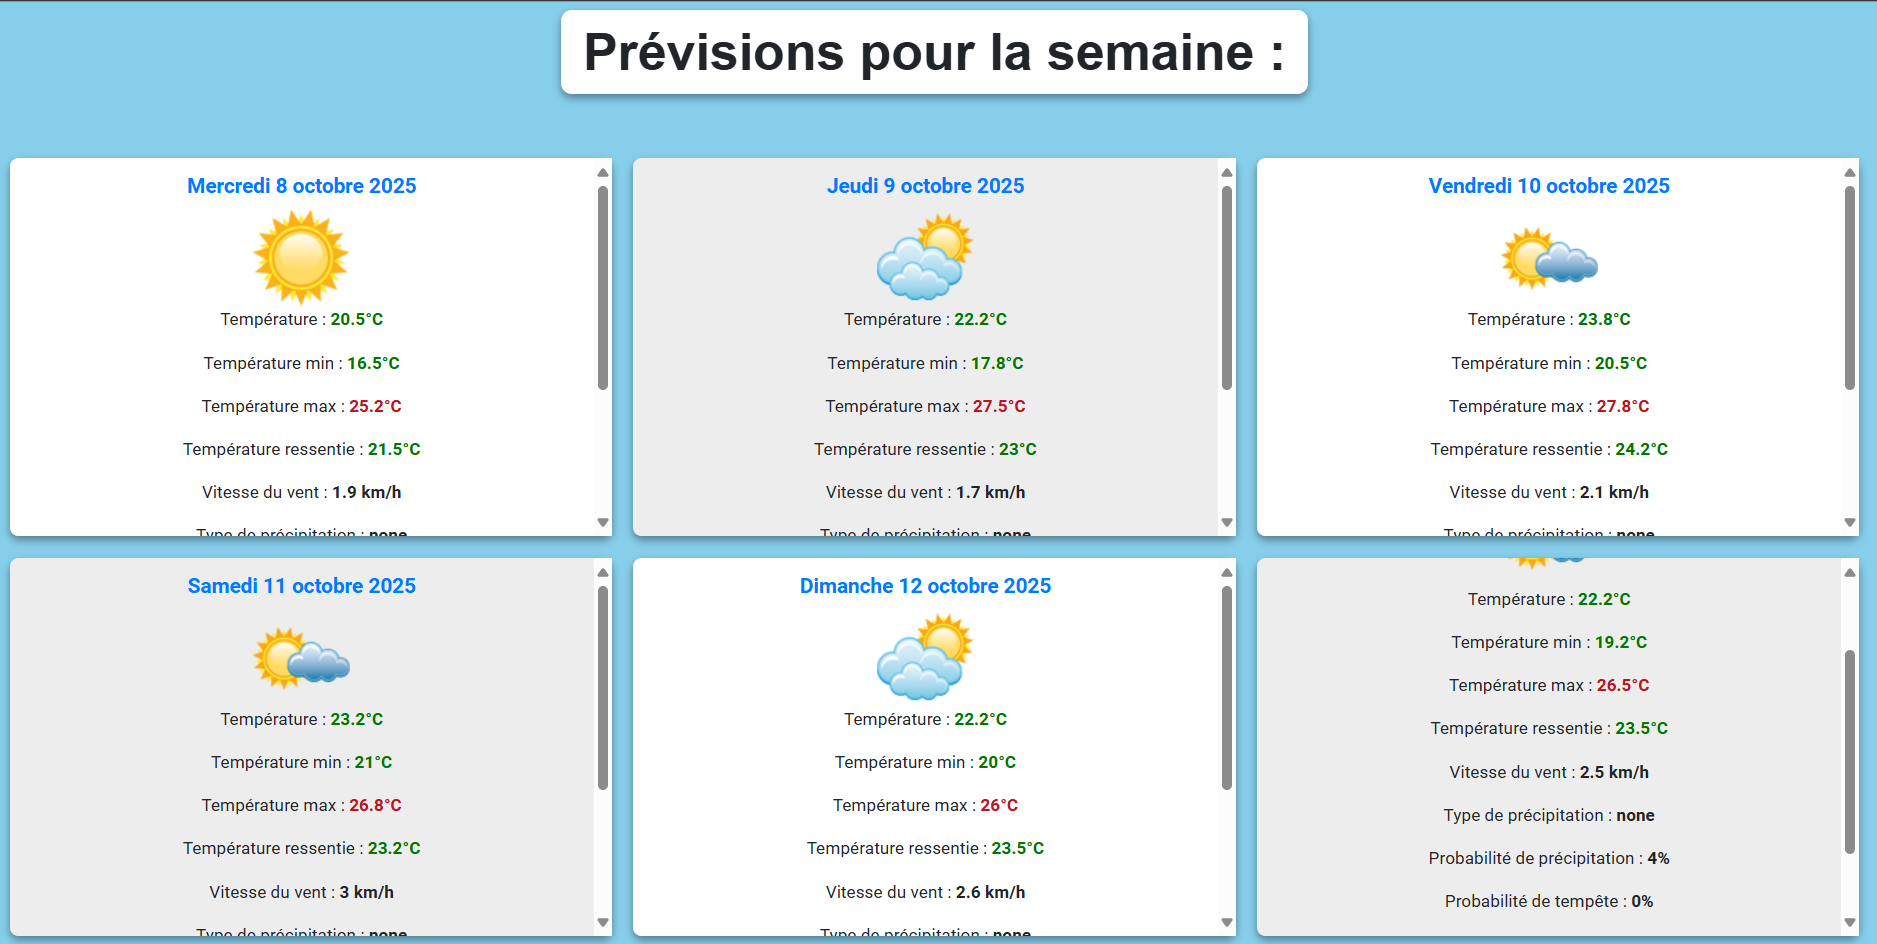 Prévisions pour la semaine :
Mercredi 8 octobre 2025
Température : 20.5°C
Température min : 16.5°C
Température max : 25.2°C
Température ressentie : 21.5°C
Vitesse du vent : 1.9 km/h
Type de précipitation : none
Jeudi 9 octobre 2025
Température : 22.2°C
Température min : 17.8°C
Température max : 27.5°C
Température ressentie : 23°C
Vitesse du vent : 1.7 km/h
Type de précipitation : none
Vendredi 10 octobre 2025
Température : 23.8°C
Température min : 20.5°C
Température max : 27.8°C
Température ressentie : 24.2°C
Vitesse du vent : 2.1 km/h
Type de précipitation : none
Samedi 11 octobre 2025
Température : 23.2°C
Température min : 21°C
Température max : 26.8°C
Température ressentie : 23.2°C
Vitesse du vent : 3 km/h
Type de précipitation : none
Dimanche 12 octobre 2025
Température : 22.2°C
Température min : 20°C
Température max : 26°C
Température ressentie : 23.5°C
Vitesse du vent : 2.6 km/h
Type de précipitation : none
Température : 22.2°C
Température min : 19.2°C
Température max : 26.5°C
Température ressentie : 23.5°C
Vitesse du vent : 2.5 km/h
Type de précipitation : none
Probabilité de précipitation : 4%
Probabilité de tempête : 0%